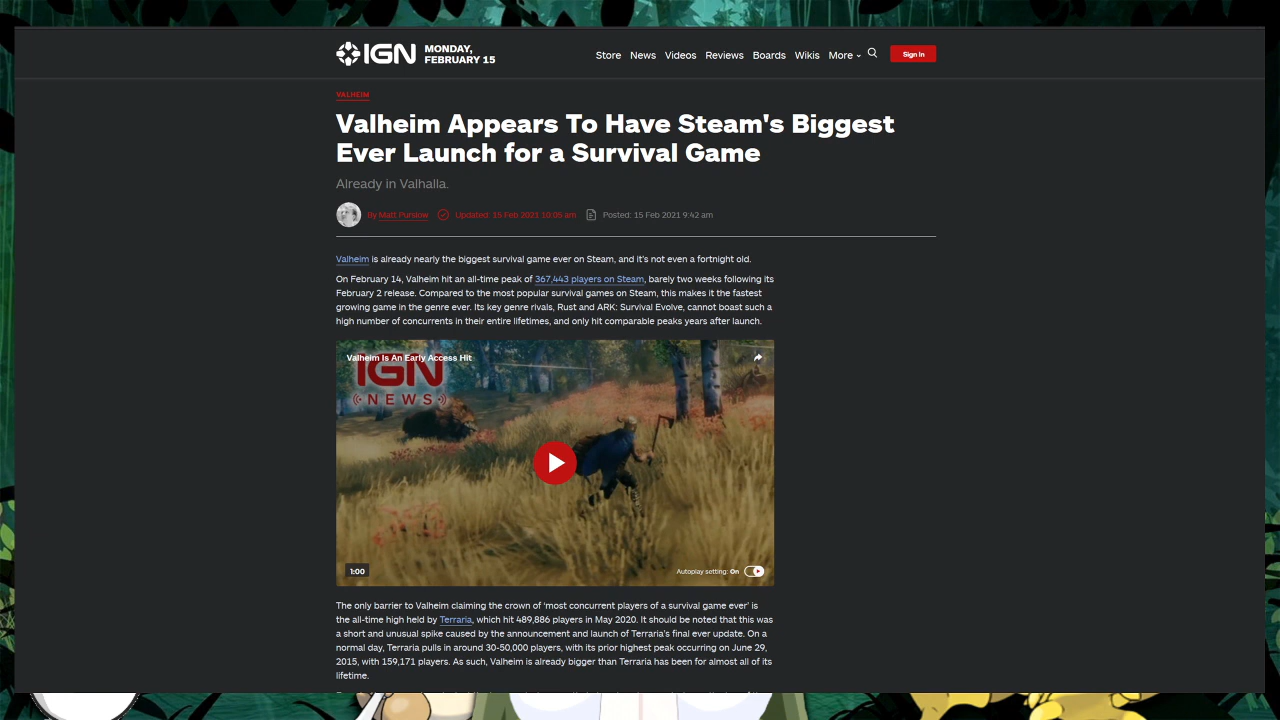 IGN
MONDAY,
FEBRUARY 15
Store News Videos Reviews Boards Wikis More Sign In
VALHEIM
Valheim Appears To Have Steam's Biggest
Ever Launch for a Survival Game
Already in Valhalla.
By Matt Purslow Updated: 15 Feb 2021 10:05 am Posted: 15 Feb 2021 9:42 am
Valheim is already nearly the biggest survival game ever on Steam, and it's not even a fortnight old.
On February 14, Valheim hit an all-time peak of 367,443 players on Steam, barely two weeks following its
February 2 release. Compared to the most popular survival games on Steam, this makes it the fastest
growing game in the genre ever. Its key genre rivals, Rust and ARK: Survival Evolve, cannot boast such a
high number of concurrents in their entire lifetimes, and only hit comparable peaks years after launch.
Valheim Is An Early Access Hit
IGN
NEWS
1:00
Autoplay setting: On
The only barrier to Valheim claiming the crown of 'most concurrent players of a survival game ever' is
the all-time high held by Terraria, which hit 489,886 players in May 2020. It should be noted that this was
a short and unusual spike caused by the announcement and launch of Terraria's final ever update. On a
normal day, Terraria pulls in around 30-50,000 players, with its prior highest peak occurring on June 29,
2015, with 159,171 players. As such, Valheim is already bigger than Terraria has been for almost all of its
lifetime.